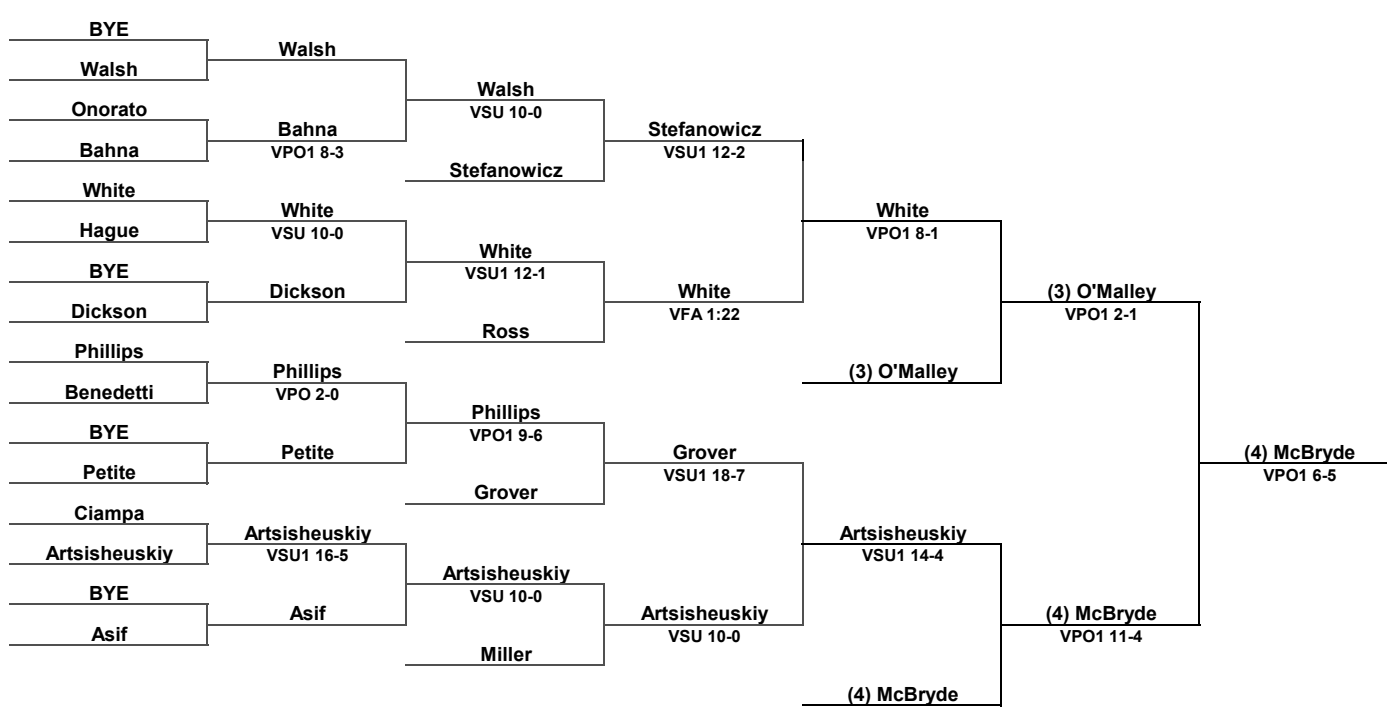 BYE
Walsh
Onorato
Bahna
White
Hague
BYE
Dickson
Phillips
Benedetti
BYE
Petite
Ciampa
Artsisheuskiy
BYE
Asif
Walsh
Bahna
VPO1 8-3
White
VSU 10-0
Dickson
Phillips
VPO 2-0
Petite
Artsisheuskiy
VSU1 16-5
Asif
Walsh
VSU 10-0
Stefanowicz
White
VSU1 12-1
Ross
Phillips
VPO1 9-6
Grover
Artsisheuskiy
VSU 10-0
Miller
Stefanowicz
VSU1 12-2
White
VFA 1:22
Grover
VSU1 18-7
Artsisheuskiy
VSU 10-0
White
VPO1 8-1
(3) O'Malley
Artsisheuskiy
VSU1 14-4
(4) McBryde
(3) O'Malley
VPO1 2-1
(4) McBryde
VPO1 11-4
(4) McBryde
VPO1 6-5